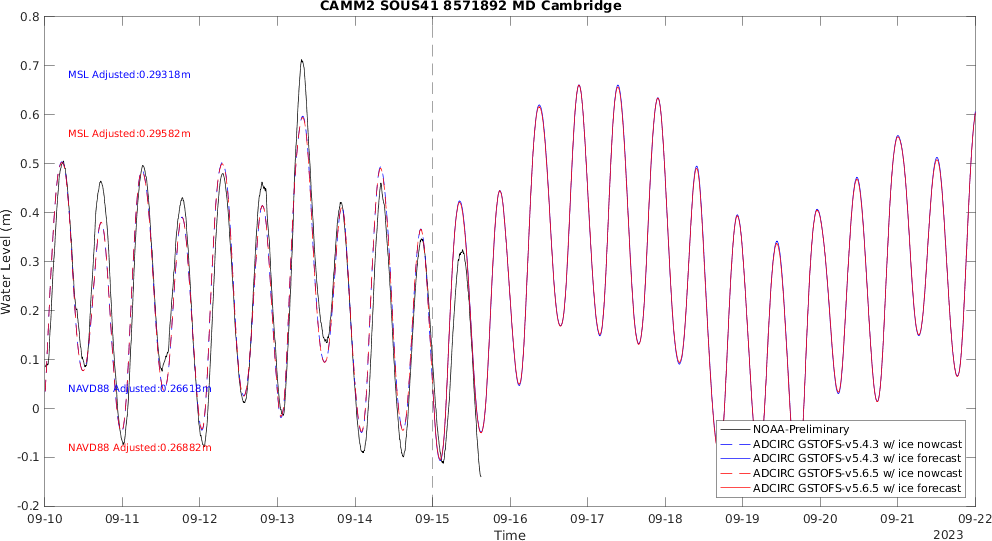 CAMM2 SOUS41 8571892 MD Cambridge
0.8
0.7
0.6
0.5
0.4
0.3
0.2
0.1
0
-0.1
-0.2
Water Level (m)
MSL Adjusted:0.29318m
MSL Adjusted:0.29582m
NAVD88 Adjusted:0.26618m
NAVD88 Adjusted:0.26882m
NOAA-Preliminary
ADCIRC GSTOFS-v5.4.3 w/ ice nowcast
ADCIRC GSTOFS-v5.4.3 w/ ice forecast
ADCIRC GSTOFS-v5.6.5 w/ ice nowcast
ADCIRC GSTOFS-v5.6.5 w/ ice forecast
09-10 09-11 09-12 09-13 09-14 09-15 09-16 09-17 09-18 09-19 09-20 09-21 09-22
Time
2023